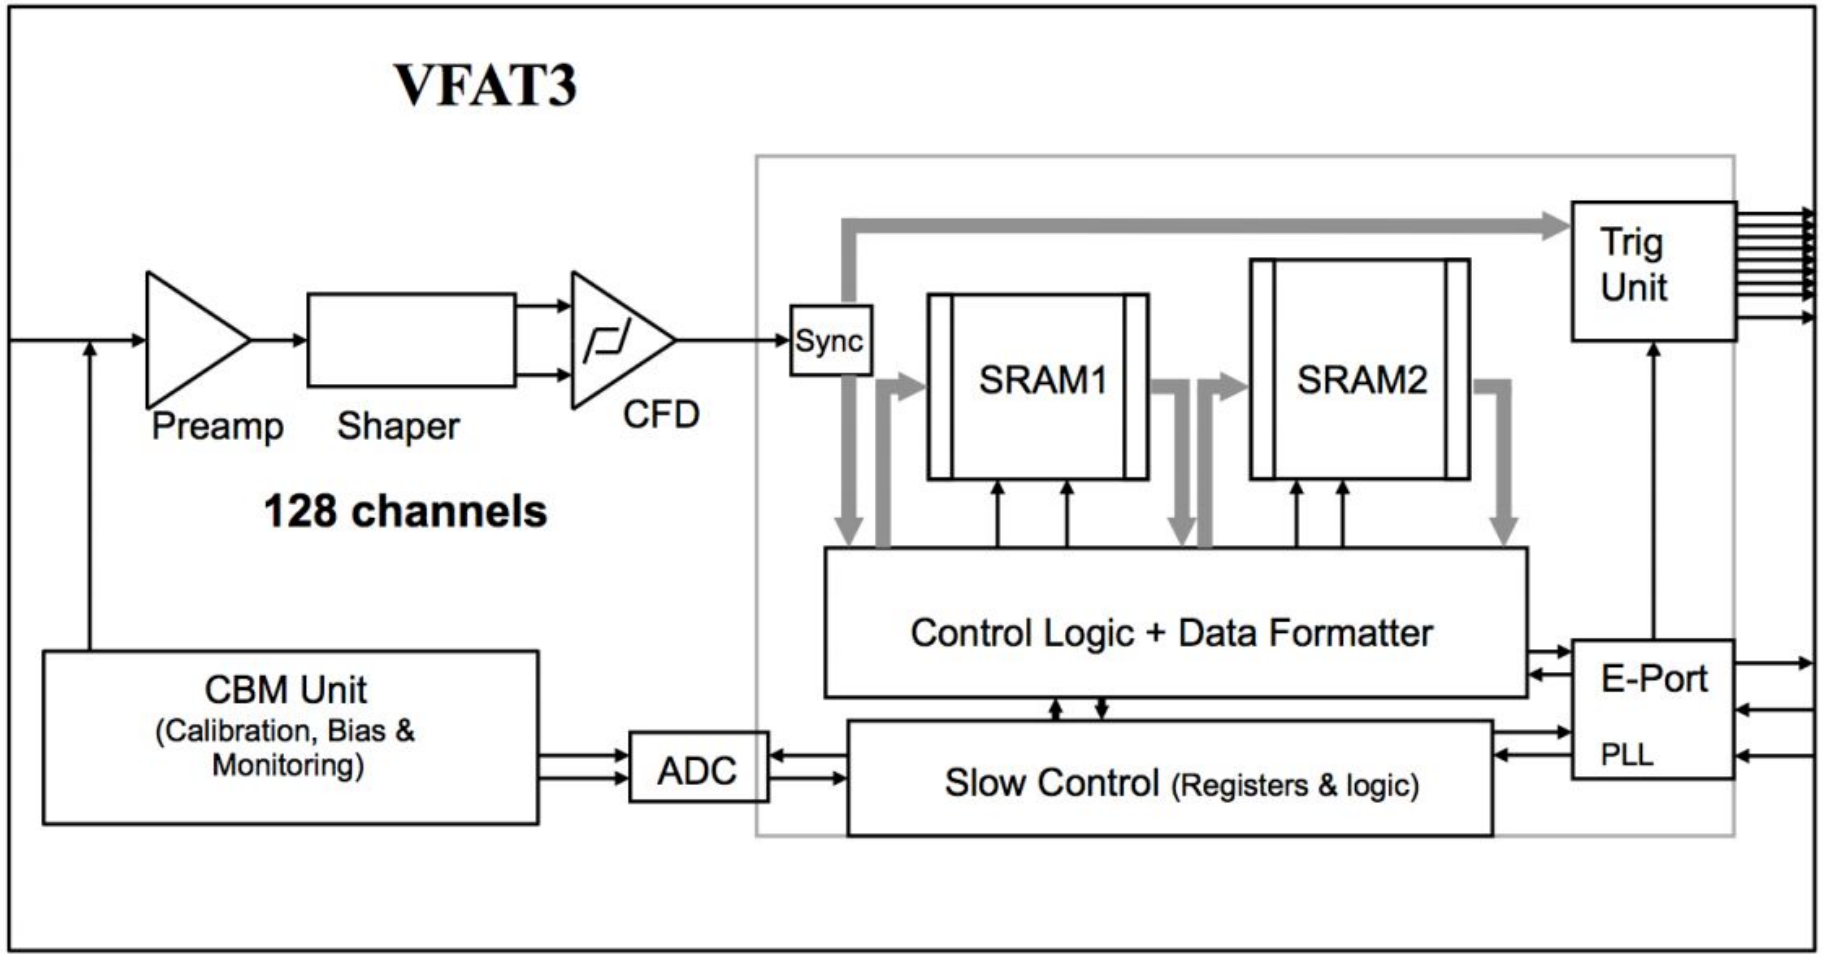 VFAT3
Trig
Unit
Sync
SRAM1
SRAM2
Preamp
Shaper
CFD
128 channels
Control Logic + Data Formatter
CBM Unit
(Calibration, Bias &
Monitoring)
ADC
Slow Control (Registers & logic)
E-Port
PLL